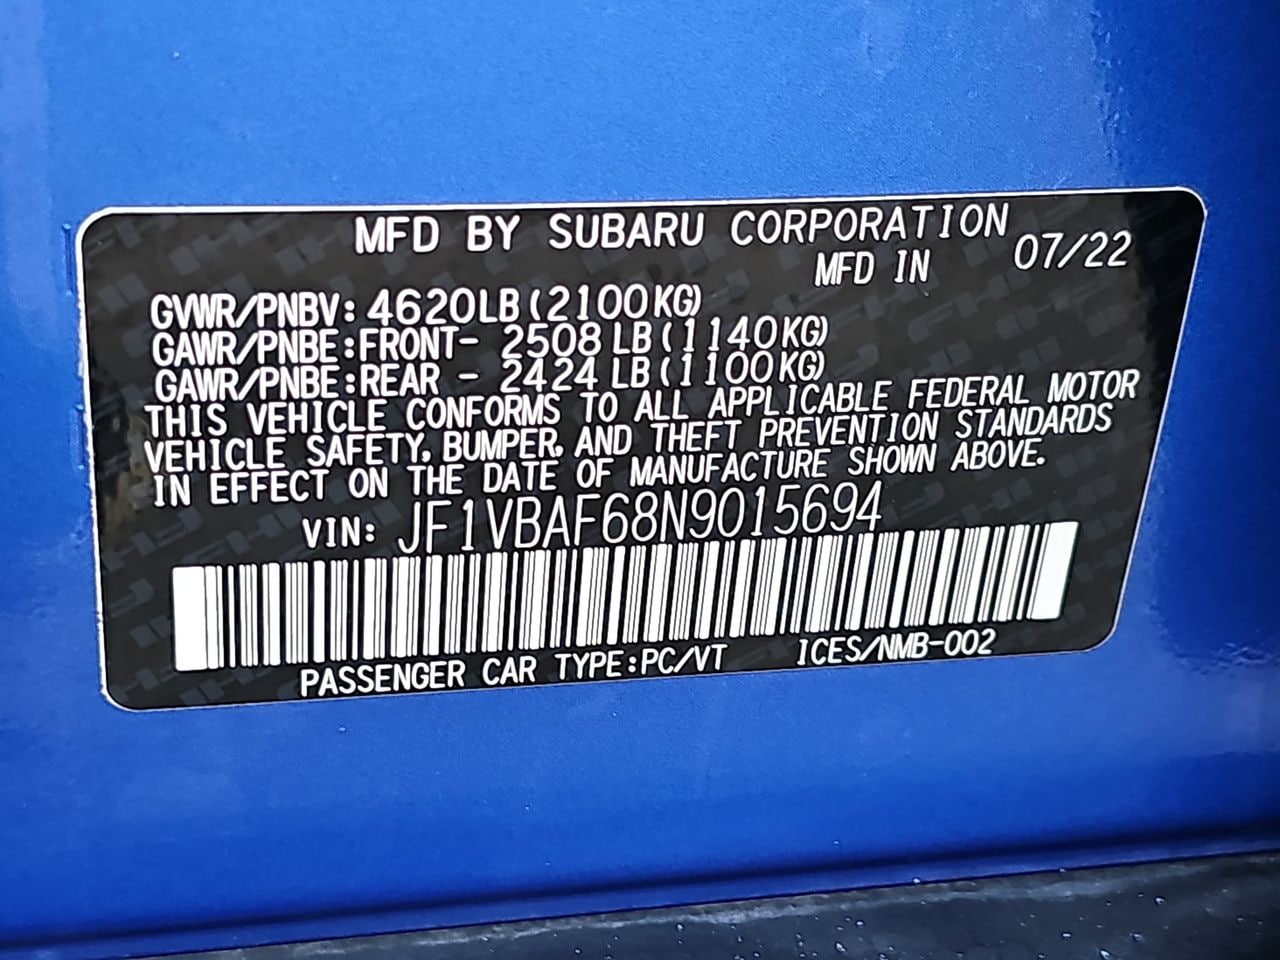 MFD BY SUBARU CORPORATION
MFD IN 07/22
GVWR/PNBV: 4620LB (2100KG)
GAWR/PNBE:FRONT- 2508 LB (1140KG)
GAWR/PNBE:REAR - 2424 LB (1100KG)
THIS VEHICLE CONFORMS TO ALL APPLICABLE FEDERAL MOTOR
VEHICLE SAFETY, BUMPER, AND THEFT PREVENTION STANDARDS
IN EFFECT ON THE DATE OF MANUFACTURE SHOWN ABOVE.
VIN: JF1VBAF68N9015694
PASSENGER CAR TYPE:PC/VT ICES/NMB-002